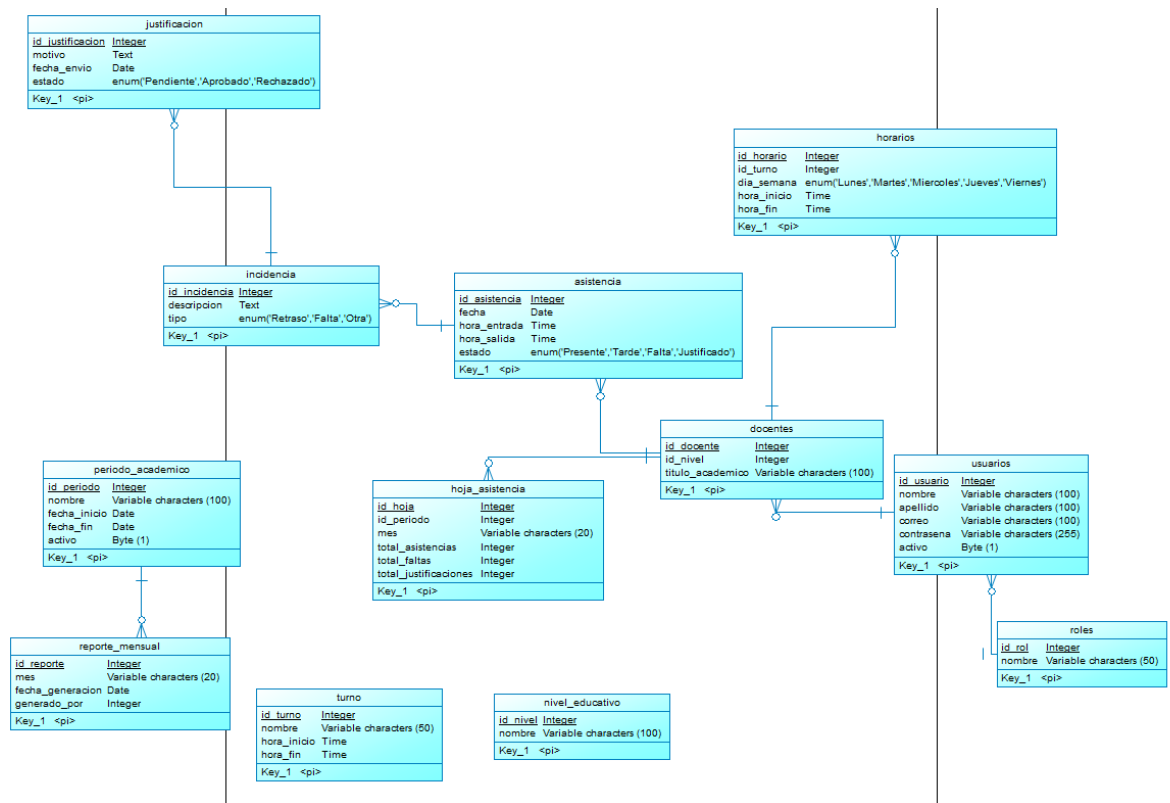 justificacion
id_justificacion Integer
motivo Text
fecha_envio Date
estado enum('Pendiente','Aprobado','Rechazado')
Key_1 <pi>
horarios
id_horario Integer
id_turno Integer
dia_semana enum('Lunes','Martes','Miercoles','Jueves','Viernes')
hora_inicio Time
hora_fin Time
Key_1 <pi>
incidencia
id_incidencia Integer
descripcion Text
tipo enum('Retraso','Falta','Otra')
Key_1 <pi>
asistencia
id_asistencia Integer
fecha Date
hora_entrada Time
hora_salida Time
estado enum('Presente','Tarde','Falta','Justificado')
Key_1 <pi>
docentes
id_docente Integer
id_nivel Integer
titulo_academico Variable characters (100)
Key_1 <pi>
usuarios
id_usuario Integer
nombre Variable characters (100)
apellido Variable characters (100)
correo Variable characters (100)
contrasena Variable characters (255)
activo Byte (1)
Key_1 <pi>
periodo_academico
id_periodo Integer
nombre Variable characters (100)
fecha_inicio Date
fecha_fin Date
activo Byte (1)
Key_1 <pi>
hoja_asistencia
id_hoja Integer
id_periodo Integer
mes Variable characters (20)
total_asistencias Integer
total_faltas Integer
total_justificaciones Integer
Key_1 <pi>
roles
id_rol Integer
nombre Variable characters (50)
Key_1 <pi>
reporte_mensual
id_reporte Integer
mes Variable characters (20)
fecha_generacion Date
generado_por Integer
Key_1 <pi>
turno
id_turno Integer
nombre Variable characters (50)
hora_inicio Time
hora_fin Time
Key_1 <pi>
nivel_educativo
id_nivel Integer
nombre Variable characters (100)
Key_1 <pi>